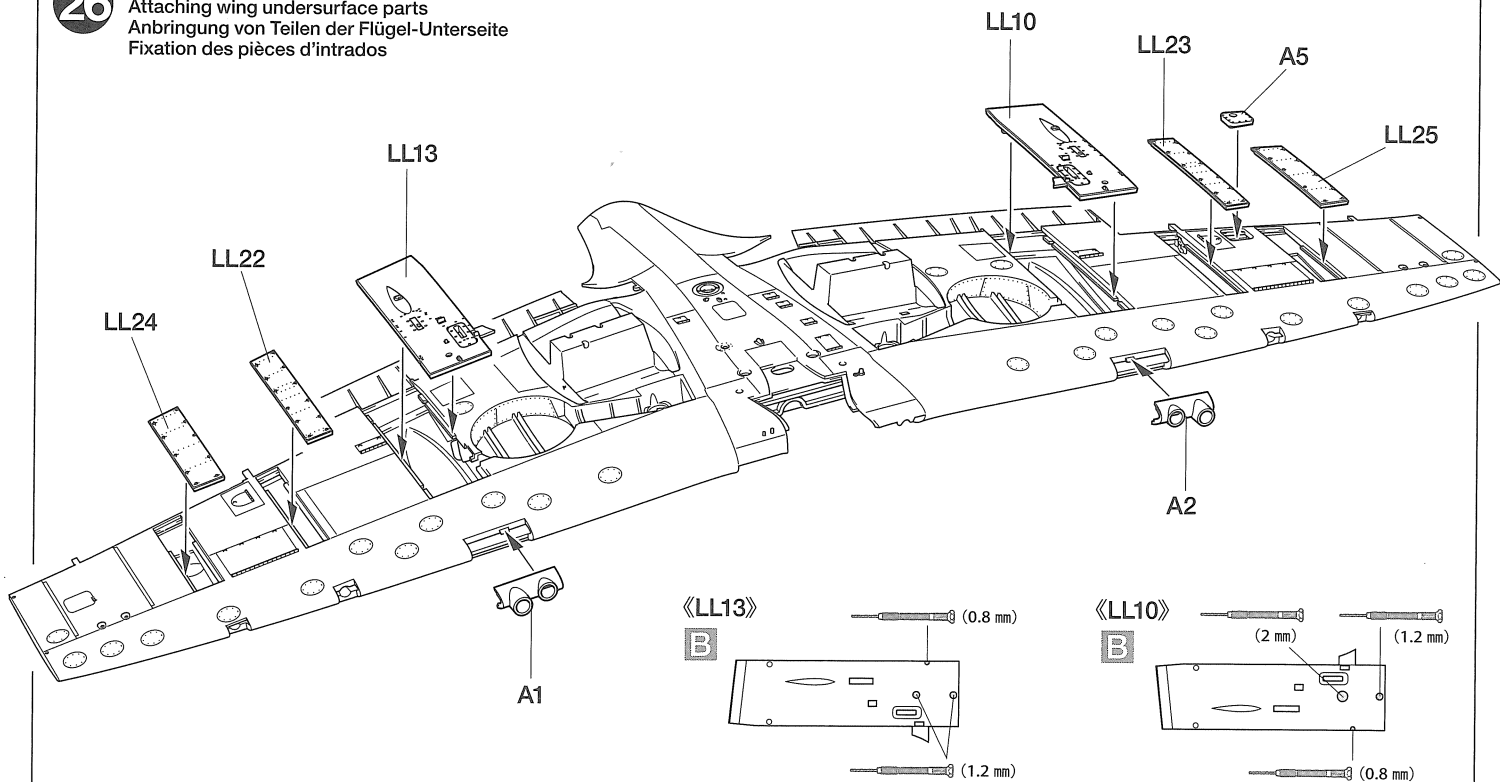 26
Attaching wing undersurface parts
Anbringung von Teilen der Flügel-Unterseite
Fixation des pièces d'intrados
LL10
LL23
A5
LL25
LL13
LL22
LL24
A2
A1
《LL13》
(0.8 mm)
B
(1.2 mm)
《LL10》
(2 mm)
(1.2 mm)
B
(0.8 mm)